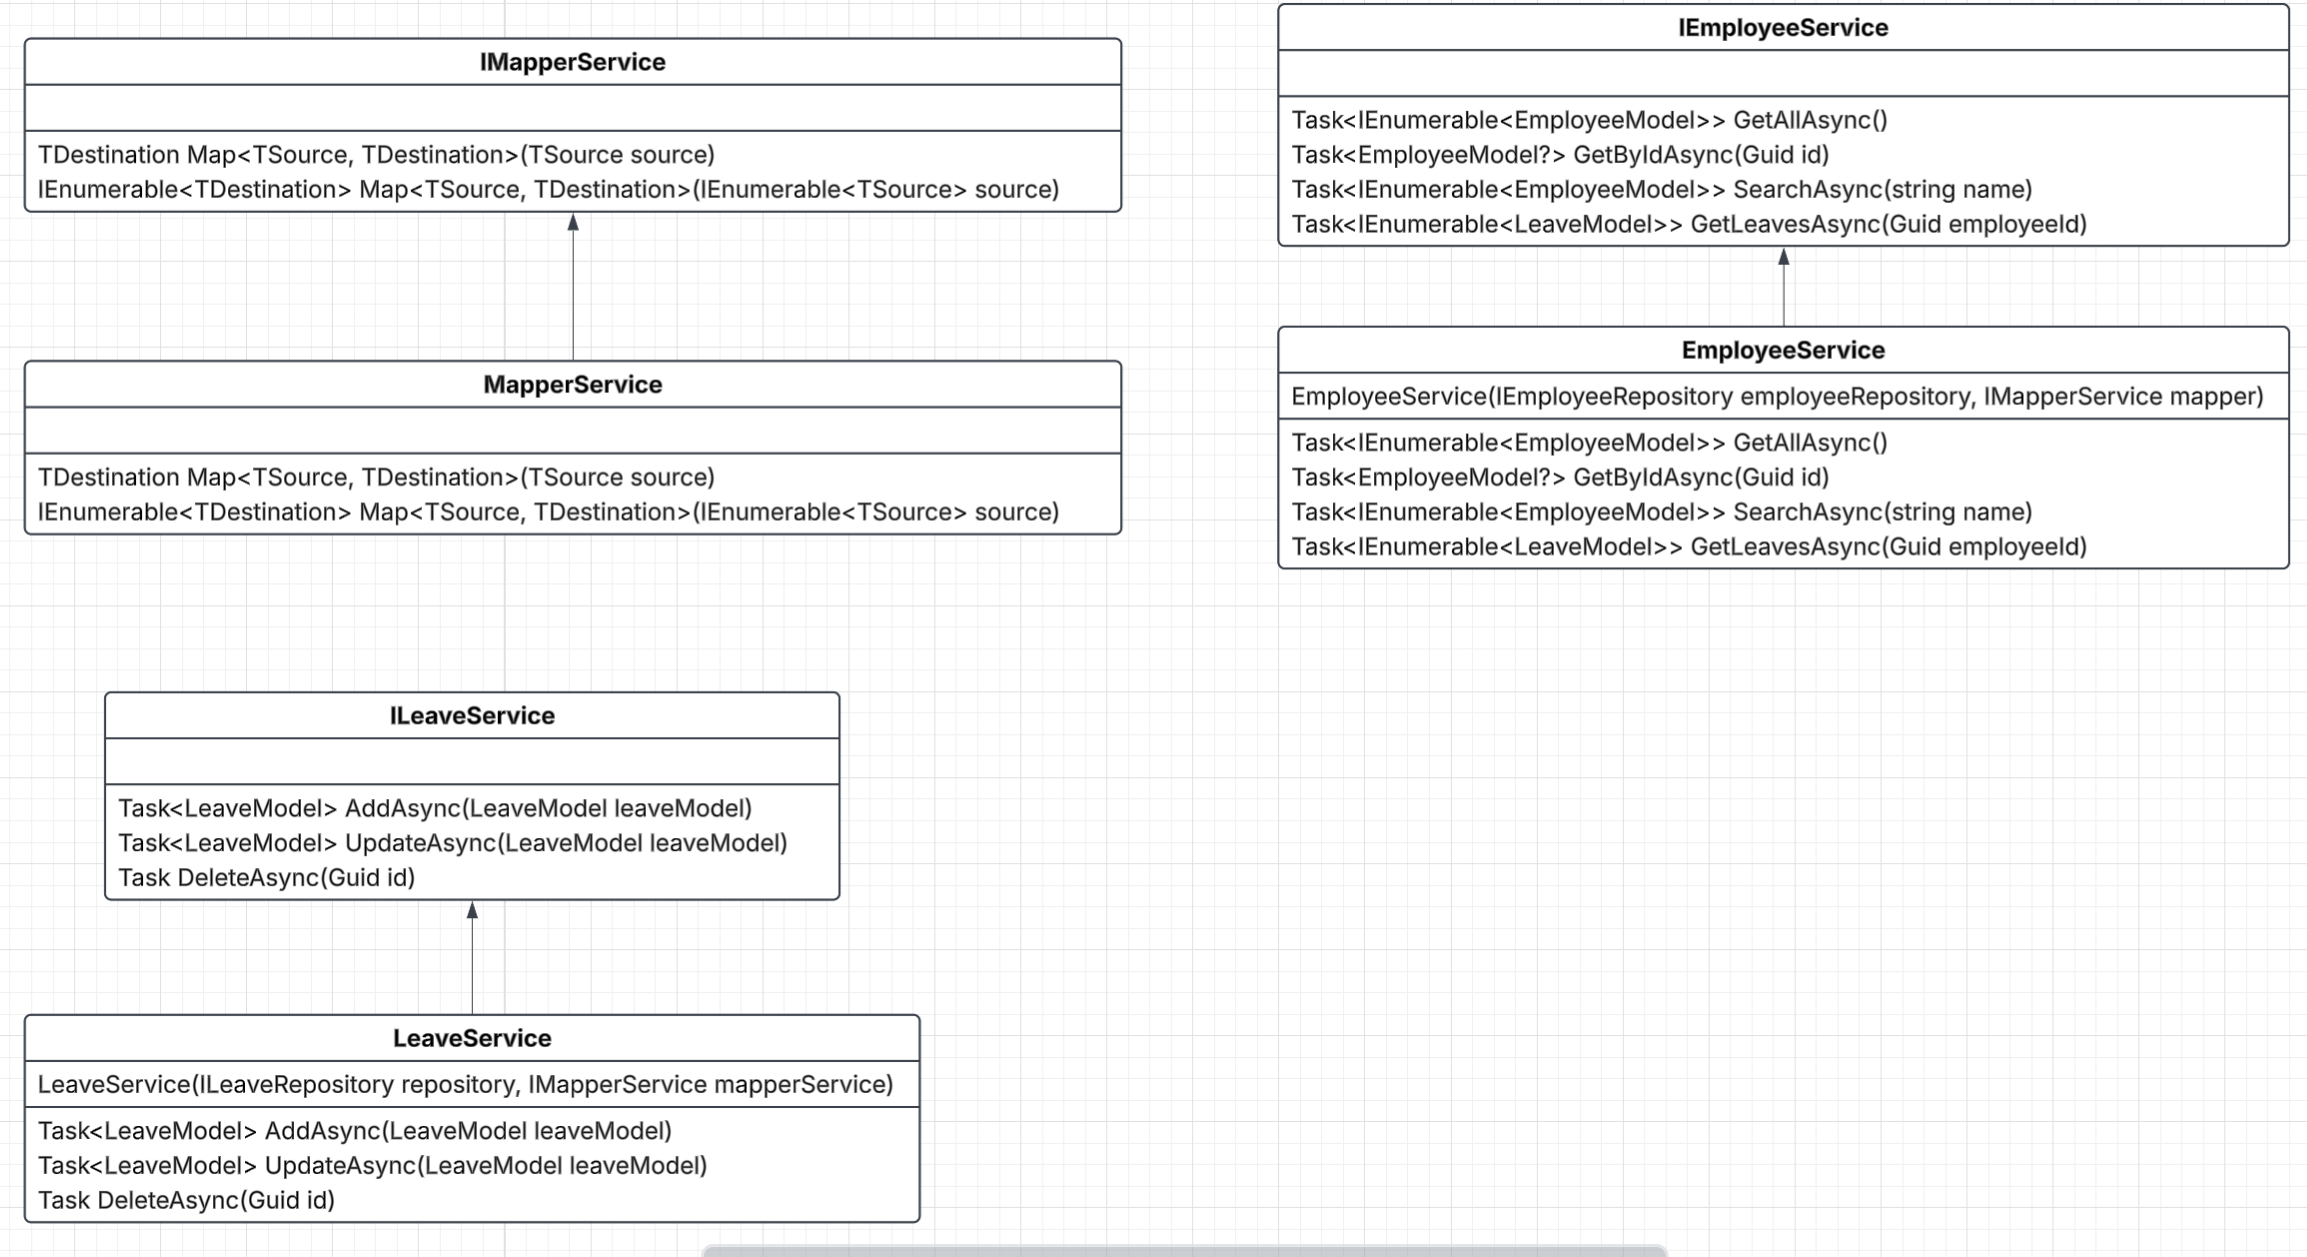 IMapperService
TDestination Map<TSource, TDestination>(TSource source)
IEnumerable<TDestination> Map<TSource, TDestination>(IEnumerable<TSource> source)
MapperService
TDestination Map<TSource, TDestination>(TSource source)
IEnumerable<TDestination> Map<TSource, TDestination>(IEnumerable<TSource> source)
IEmployeeService
Task<IEnumerable<EmployeeModel>> GetAllAsync()
Task<EmployeeModel?> GetByIdAsync(Guid id)
Task<IEnumerable<EmployeeModel>> SearchAsync(string name)
Task<IEnumerable<LeaveModel>> GetLeavesAsync(Guid employeeId)
EmployeeService
EmployeeService(IEmployeeRepository employeeRepository, IMapperService mapper)
Task<IEnumerable<EmployeeModel>> GetAllAsync()
Task<EmployeeModel?> GetByIdAsync(Guid id)
Task<IEnumerable<EmployeeModel>> SearchAsync(string name)
Task<IEnumerable<LeaveModel>> GetLeavesAsync(Guid employeeId)
ILeaveService
Task<LeaveModel> AddAsync(LeaveModel leaveModel)
Task<LeaveModel> UpdateAsync(LeaveModel leaveModel)
Task DeleteAsync(Guid id)
LeaveService
LeaveService(ILeaveRepository repository, IMapperService mapperService)
Task<LeaveModel> AddAsync(LeaveModel leaveModel)
Task<LeaveModel> UpdateAsync(LeaveModel leaveModel)
Task DeleteAsync(Guid id)